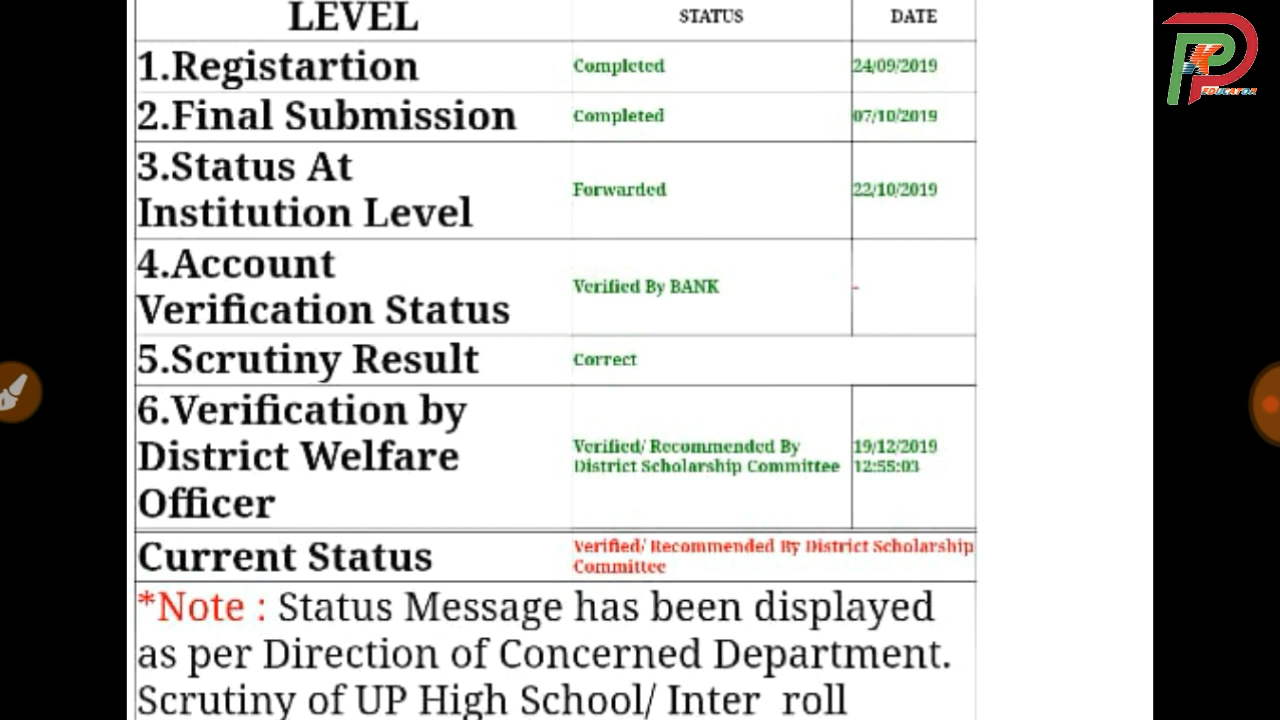 LEVEL STATUS DATE
1.Registartion Completed 24/09/2019
2.Final Submission Completed 07/10/2019
3.Status At
Institution Level
Forwarded 22/10/2019
4.Account
Verification Status
Verified By BANK -
5.Scrutiny Result Correct
6.Verification by
District Welfare
Officer
Verified/ Recommended By
District Scholarship Committee
19/12/2019
12:55:03
Current Status
Verified/ Recommended By District Scholarship
Committee
*Note : Status Message has been displayed
as per Direction of Concerned Department.
Scrutiny of UP High School/ Inter roll
PKP
EDUCATOR